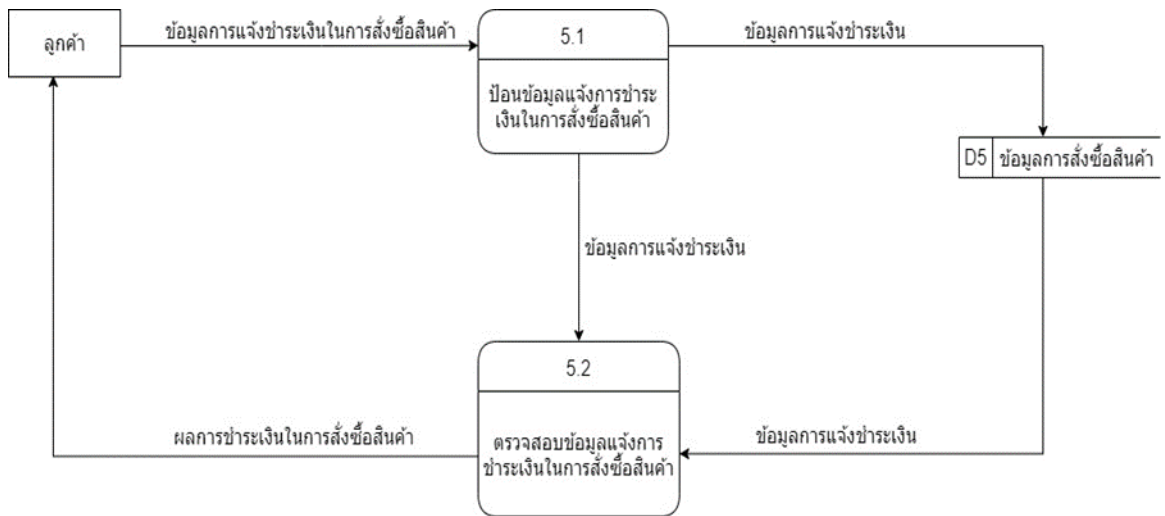 ลูกค้า
ข้อมูลการแจ้งชำระเงินในการสั่งซื้อสินค้า
5.1
ข้อมูลการแจ้งชำระเงิน
ป้อนข้อมูลแจ้งการชำระ
เงินในการสั่งซื้อสินค้า
D5 ข้อมูลการสั่งซื้อสินค้า
ข้อมูลการแจ้งชำระเงิน
5.2
ผลการชำระเงินในการสั่งซื้อสินค้า
ตรวจสอบข้อมูลแจ้งการ
ชำระเงินในการสั่งซื้อสินค้า
ข้อมูลการแจ้งชำระเงิน